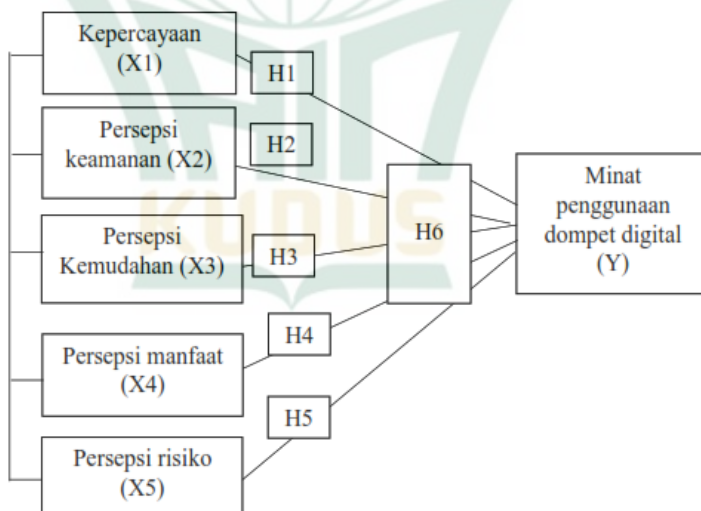 Kepercayaan
(X1)
H1
Persepsi
keamanan (X2)
H2
Persepsi
Kemudahan (X3)
H3
Persepsi manfaat
(X4)
H4
Persepsi risiko
(X5)
H5
H6
Minat
penggunaan
dompet digital
(Y)
KUDUS